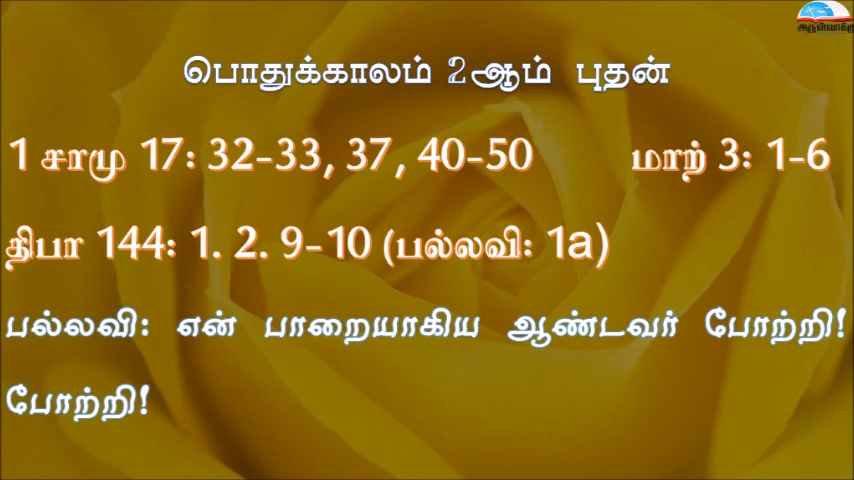 அருள்வாக்கு
பொதுக்காலம் 2ஆம் புதன்
1 சாமு 17: 32-33, 37, 40-50 மாற் 3: 1-6
திபா 144: 1. 2. 9-10 (பல்லவி: 1a)
பல்லவி: என் பாறையாகிய ஆண்டவர் போற்றி!
போற்றி!